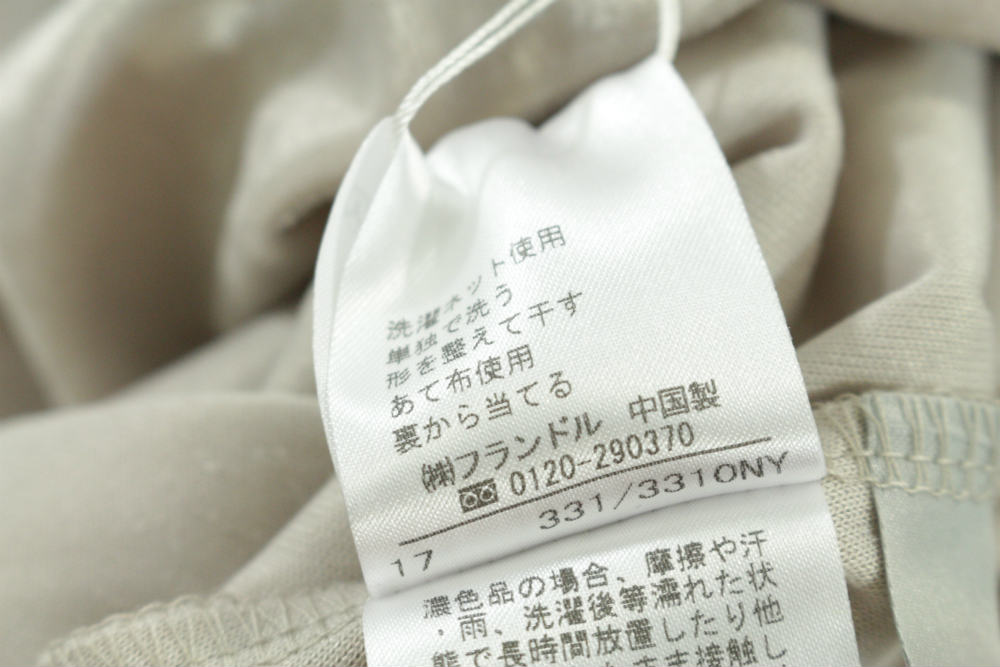 洗濯ネット使用
単独で洗う
形を整えて干す
あて布使用
裏から当てる
㈱フランドル 中国製
0120-290370
17 331/3310NY
濃色品の場合、摩擦や汗
・雨、洗濯後等濡れた状
態で長時間放置したり他
接触し